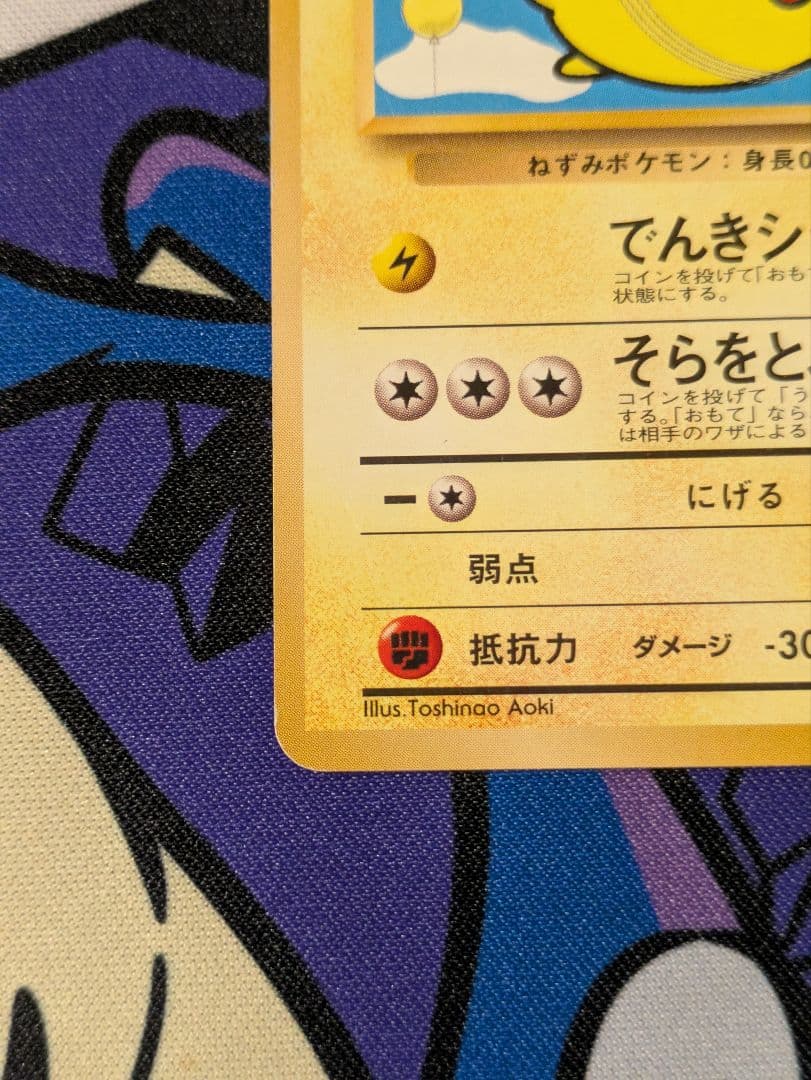 ねずみポケモン：身長0
でんきシ
コインを投げて「おも
状態にする。
そらをと
コインを投げて「う
する。「おもて」なら
は相手のワザによる
にげる
弱点
抵抗力 ダメージ -30
Illus.Toshinao Aoki